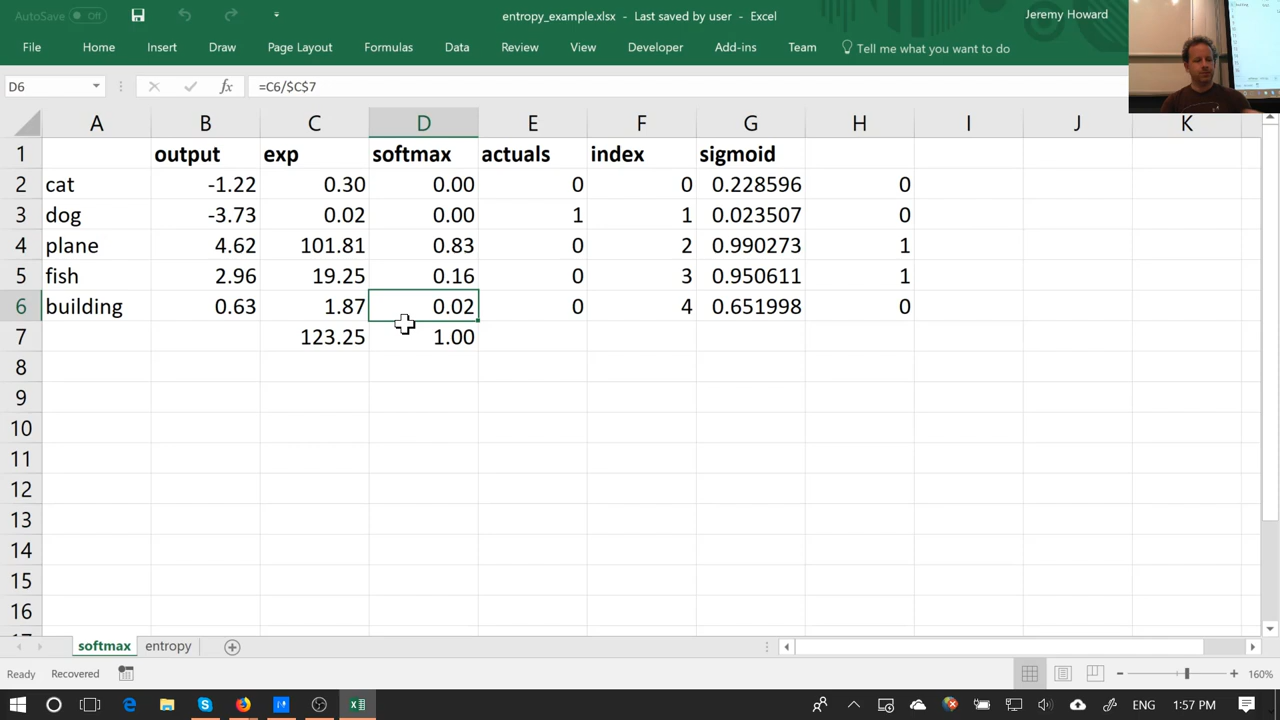 AutoSave Off entropy_example.xlsx - Last saved by user - Excel Jeremy Howard
File Home Insert Draw Page Layout Formulas Data Review View Developer Add-ins Team Tell me what you want to do
D6 fx =C6/$C$7
A B C D E F G H I J K
1 output exp softmax actuals index sigmoid
2 cat -1.22 0.30 0.00 0 0 0.228596 0
3 dog -3.73 0.02 0.00 1 1 0.023507 0
4 plane 4.62 101.81 0.83 0 2 0.990273 1
5 fish 2.96 19.25 0.16 0 3 0.950611 1
6 building 0.63 1.87 0.02 0 4 0.651998 0
7 123.25 1.00
8
9
10
11
12
13
14
15
16
softmax entropy
Ready Recovered 160%
ENG 1:57 PM